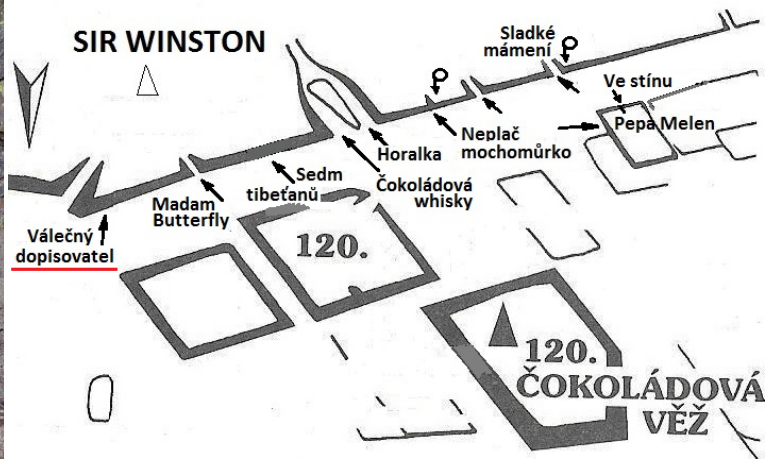 SIR WINSTON
Sladké
mámení
Ve stínu
Pepa Melen
Neplač
mochomůrko
Horalka
Čokoládová
whisky
Sedm
tibeťanů
Madam
Butterfly
Válečný
dopisovatel
120.
120.
ČOKOLÁDOVÁ
VĚŽ